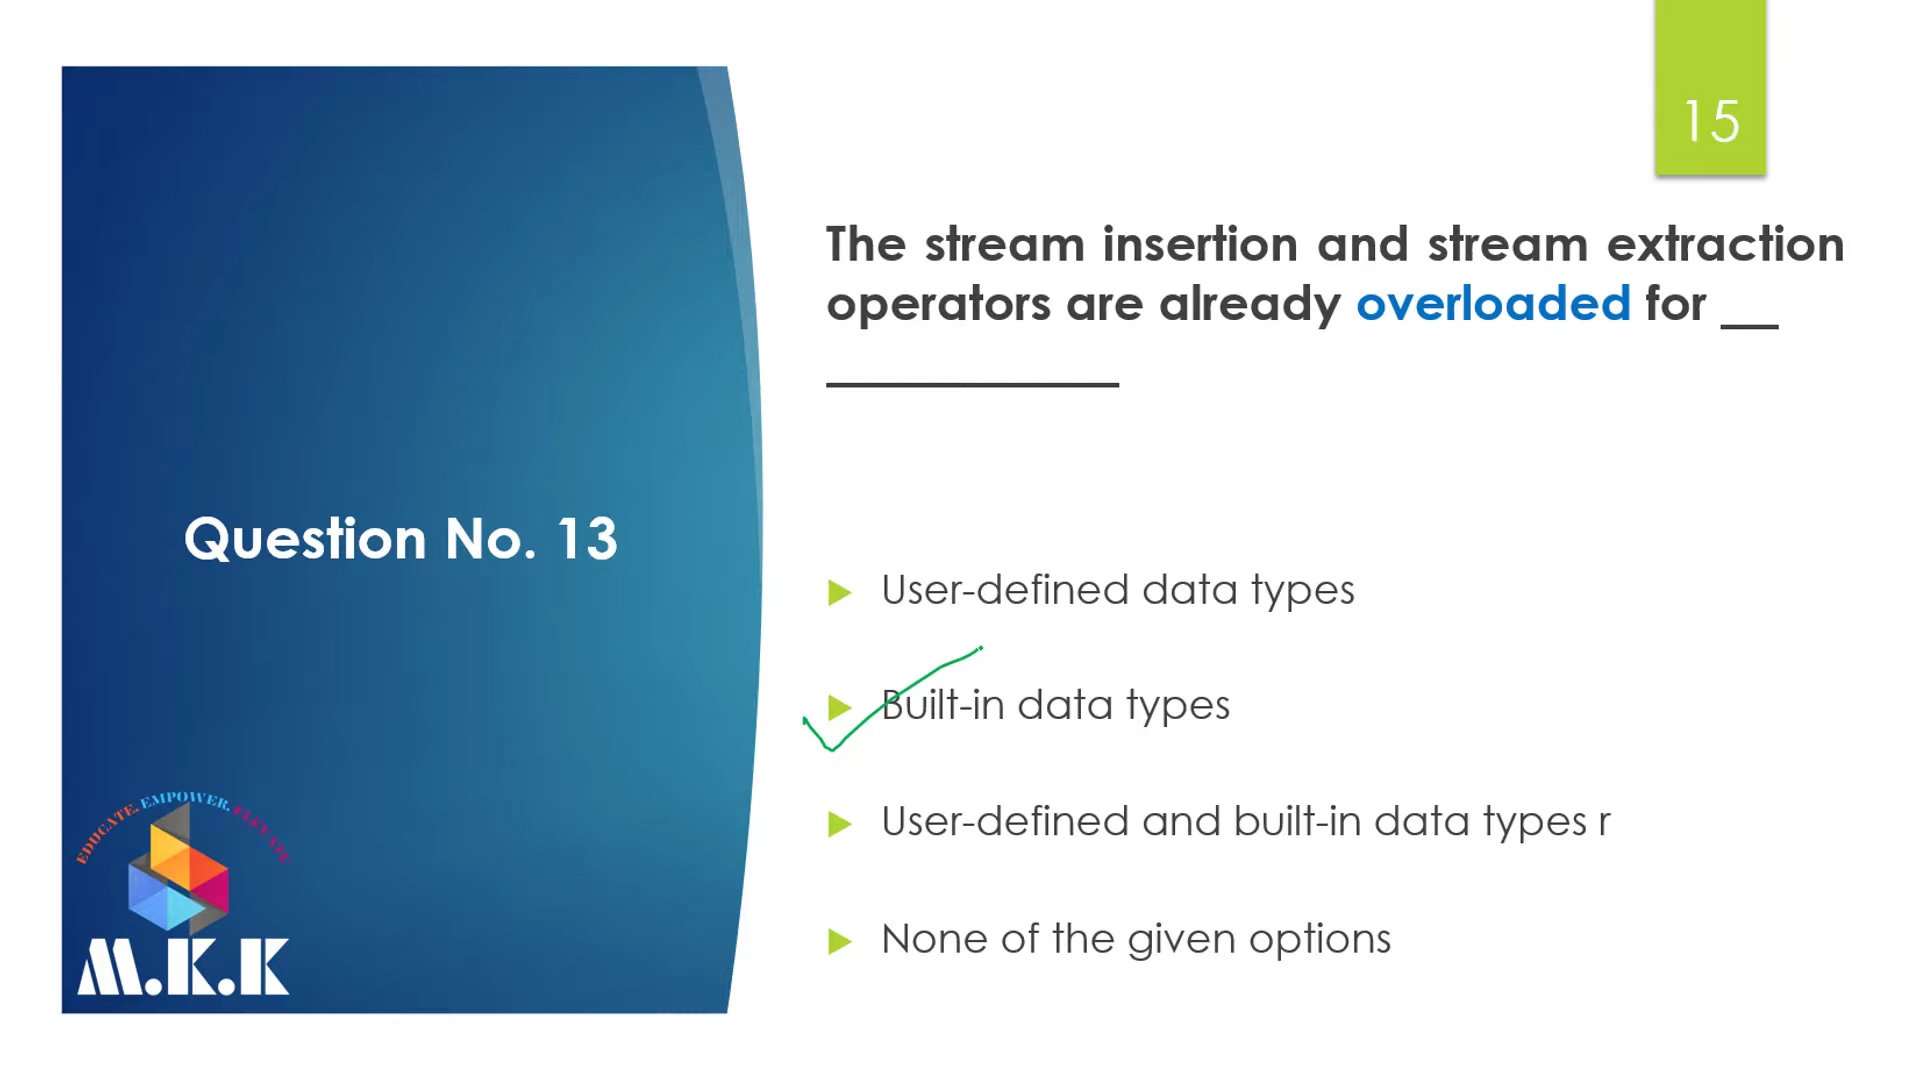 15
The stream insertion and stream extraction
operators are already overloaded for __
__________
Question No. 13
User-defined data types
Built-in data types
User-defined and built-in data types r
None of the given options
EDUCATE. EMPOWER. ELEVATE
M.K.K